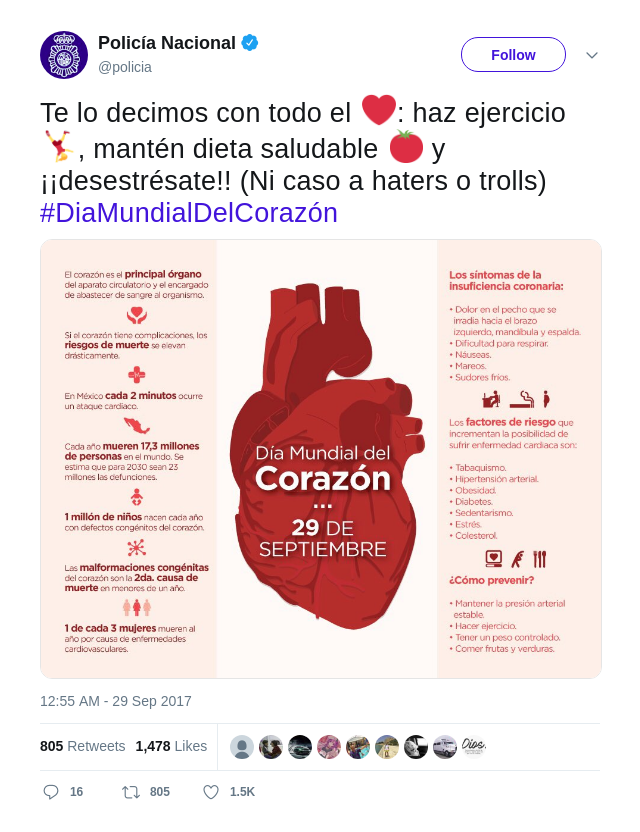 Policía Nacional
@policia
Follow
Te lo decimos con todo el ❤: haz ejercicio
💃, mantén dieta saludable 🍅 y
¡¡desestrésate!! (Ni caso a haters o trolls)
#DiaMundialDelCorazón
El corazón es el principal órgano
del aparato circulatorio y el encargado
de abastecer de sangre al organismo.
Si el corazón tiene complicaciones, los
riesgos de muerte se elevan
drásticamente.
En México cada 2 minutos ocurre
un ataque cardiaco.
Cada año mueren 17,3 millones
de personas en el mundo. Se
estima que para 2030 sean 23
millones las defunciones.
1 millón de niños nacen cada año
con defectos congénitos del corazón.
Las malformaciones congénitas
del corazón son la 2da. causa de
muerte en menores de un año.
1 de cada 3 mujeres mueren al
año por causa de enfermedades
cardiovasculares.
Día Mundial del
Corazón
...
29 DE
SEPTIEMBRE
Los síntomas de la
insuficiencia coronaria:
• Dolor en el pecho que se
irradia hacia el brazo
izquierdo, mandíbula y espalda.
• Dificultad para respirar.
• Náuseas.
• Mareos.
• Sudores fríos.
Los factores de riesgo que
incrementan la posibilidad de
sufrir enfermedad cardiaca son:
• Tabaquismo.
• Hipertensión arterial.
• Obesidad.
• Diabetes.
• Sedentarismo.
• Estrés.
• Colesterol.
¿Cómo prevenir?
• Mantener la presión arterial
estable.
• Hacer ejercicio.
• Tener un peso controlado.
• Comer frutas y verduras.
12:55 AM - 29 Sep 2017
805 Retweets 1,478 Likes
Dios.
16 805 1.5K